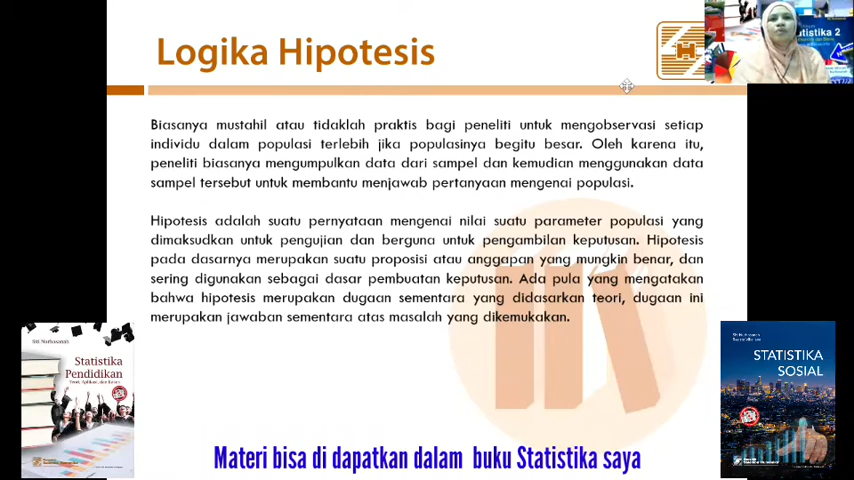 Logika Hipotesis
Biasanya mustahil atau tidaklah praktis bagi peneliti untuk mengobservasi setiap
individu dalam populasi terlebih jika populasinya begitu besar. Oleh karena itu,
peneliti biasanya mengumpulkan data dari sampel dan kemudian menggunakan data
sampel tersebut untuk membantu menjawab pertanyaan mengenai populasi.
Hipotesis adalah suatu pernyataan mengenai nilai suatu parameter populasi yang
dimaksudkan untuk pengujian dan berguna untuk pengambilan keputusan. Hipotesis
pada dasarnya merupakan suatu proposisi atau anggapan yang mungkin benar, dan
sering digunakan sebagai dasar pembuatan keputusan. Ada pula yang mengatakan
bahwa hipotesis merupakan dugaan sementara yang didasarkan teori, dugaan ini
merupakan jawaban sementara atas masalah yang dikemukakan.
Siti Nurhasanah
Statistika
Pendidikan
STATISTIKA
SOSIAL
Materi bisa di dapatkan dalam buku Statistika saya